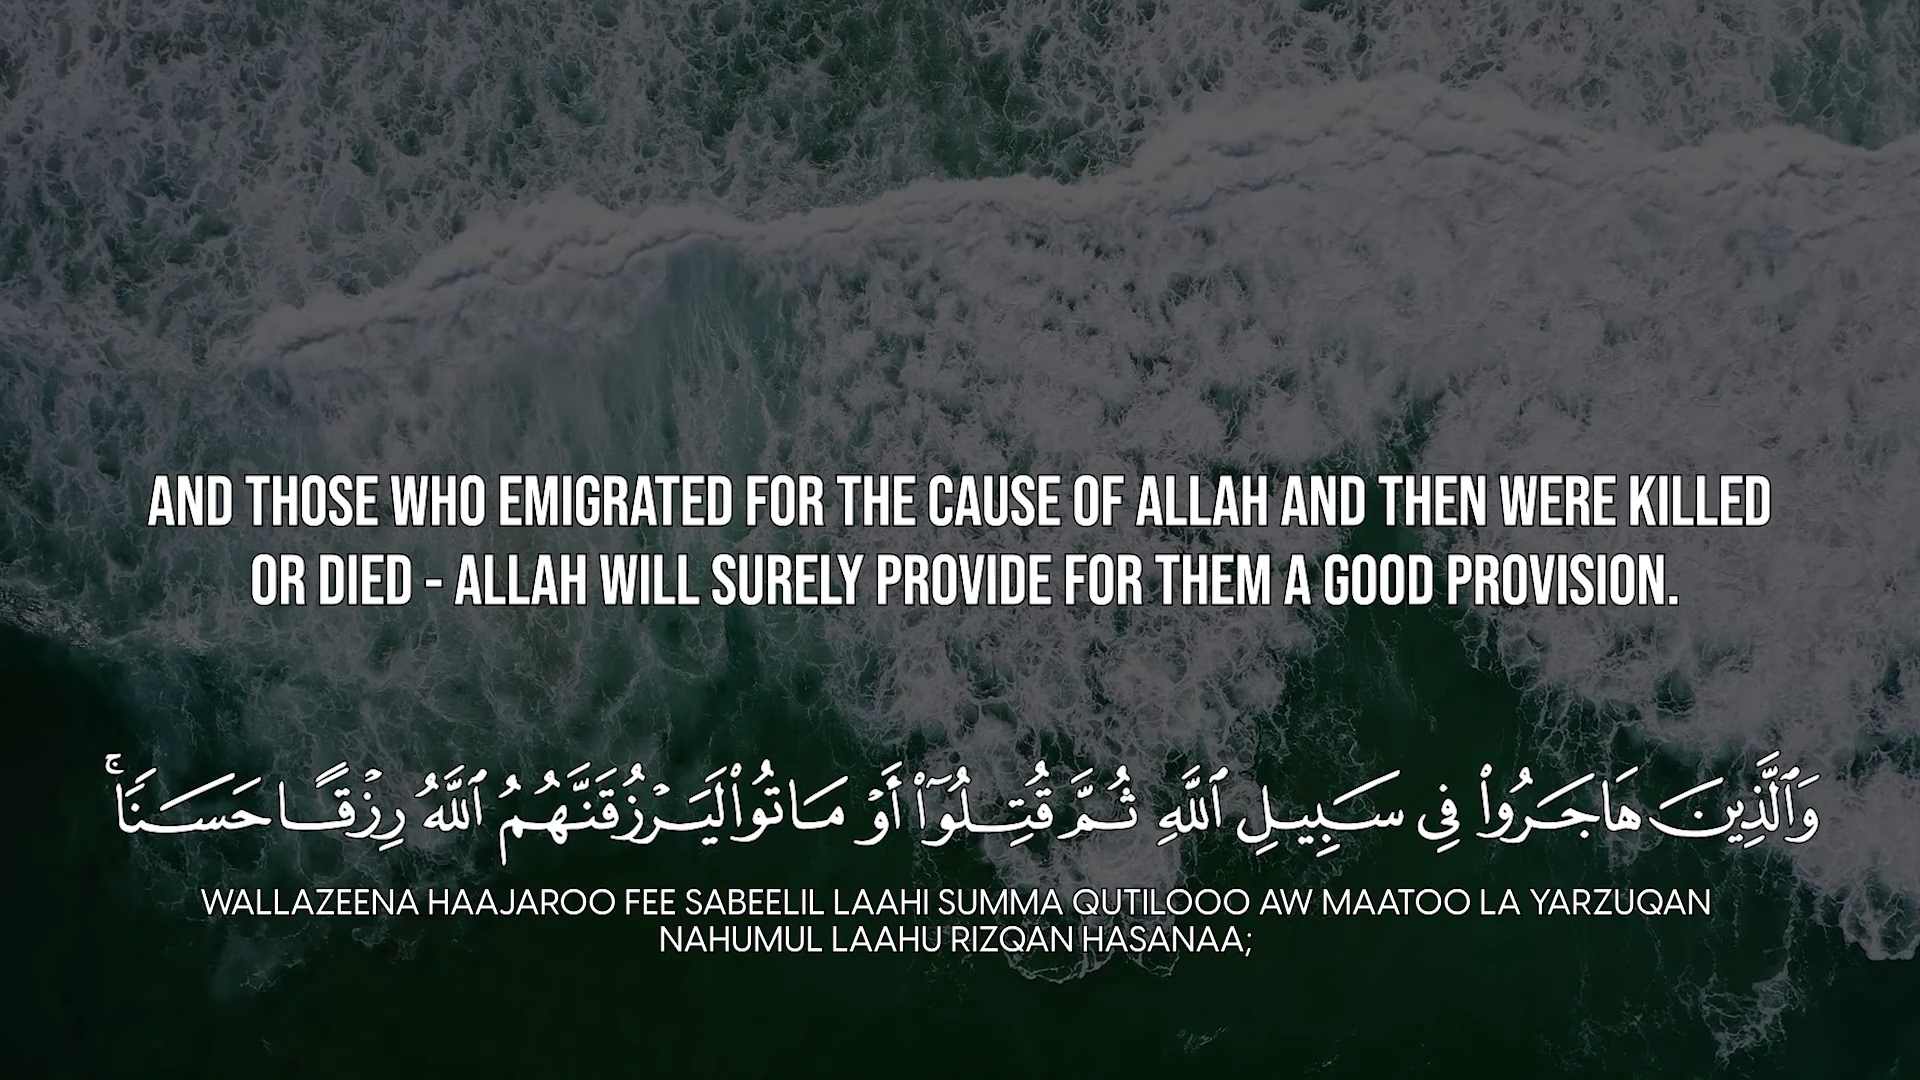 AND THOSE WHO EMIGRATED FOR THE CAUSE OF ALLAH AND THEN WERE KILLED
OR DIED - ALLAH WILL SURELY PROVIDE FOR THEM A GOOD PROVISION.
وَٱلَّذِينَ هَاجَرُوا۟ فِى سَبِيلِ ٱللَّهِ ثُمَّ قُتِلُوٓا۟ أَوْ مَاتُوا۟ لَيَرْزُقَنَّهُمُ ٱللَّهُ رِزْقًا حَسَنًا ۚ
WALLAZEENA HAAJAROO FEE SABEELIL LAAHI SUMMA QUTILOOO AW MAATOO LA YARZUQAN
NAHUMUL LAAHU RIZQAN HASANAA;